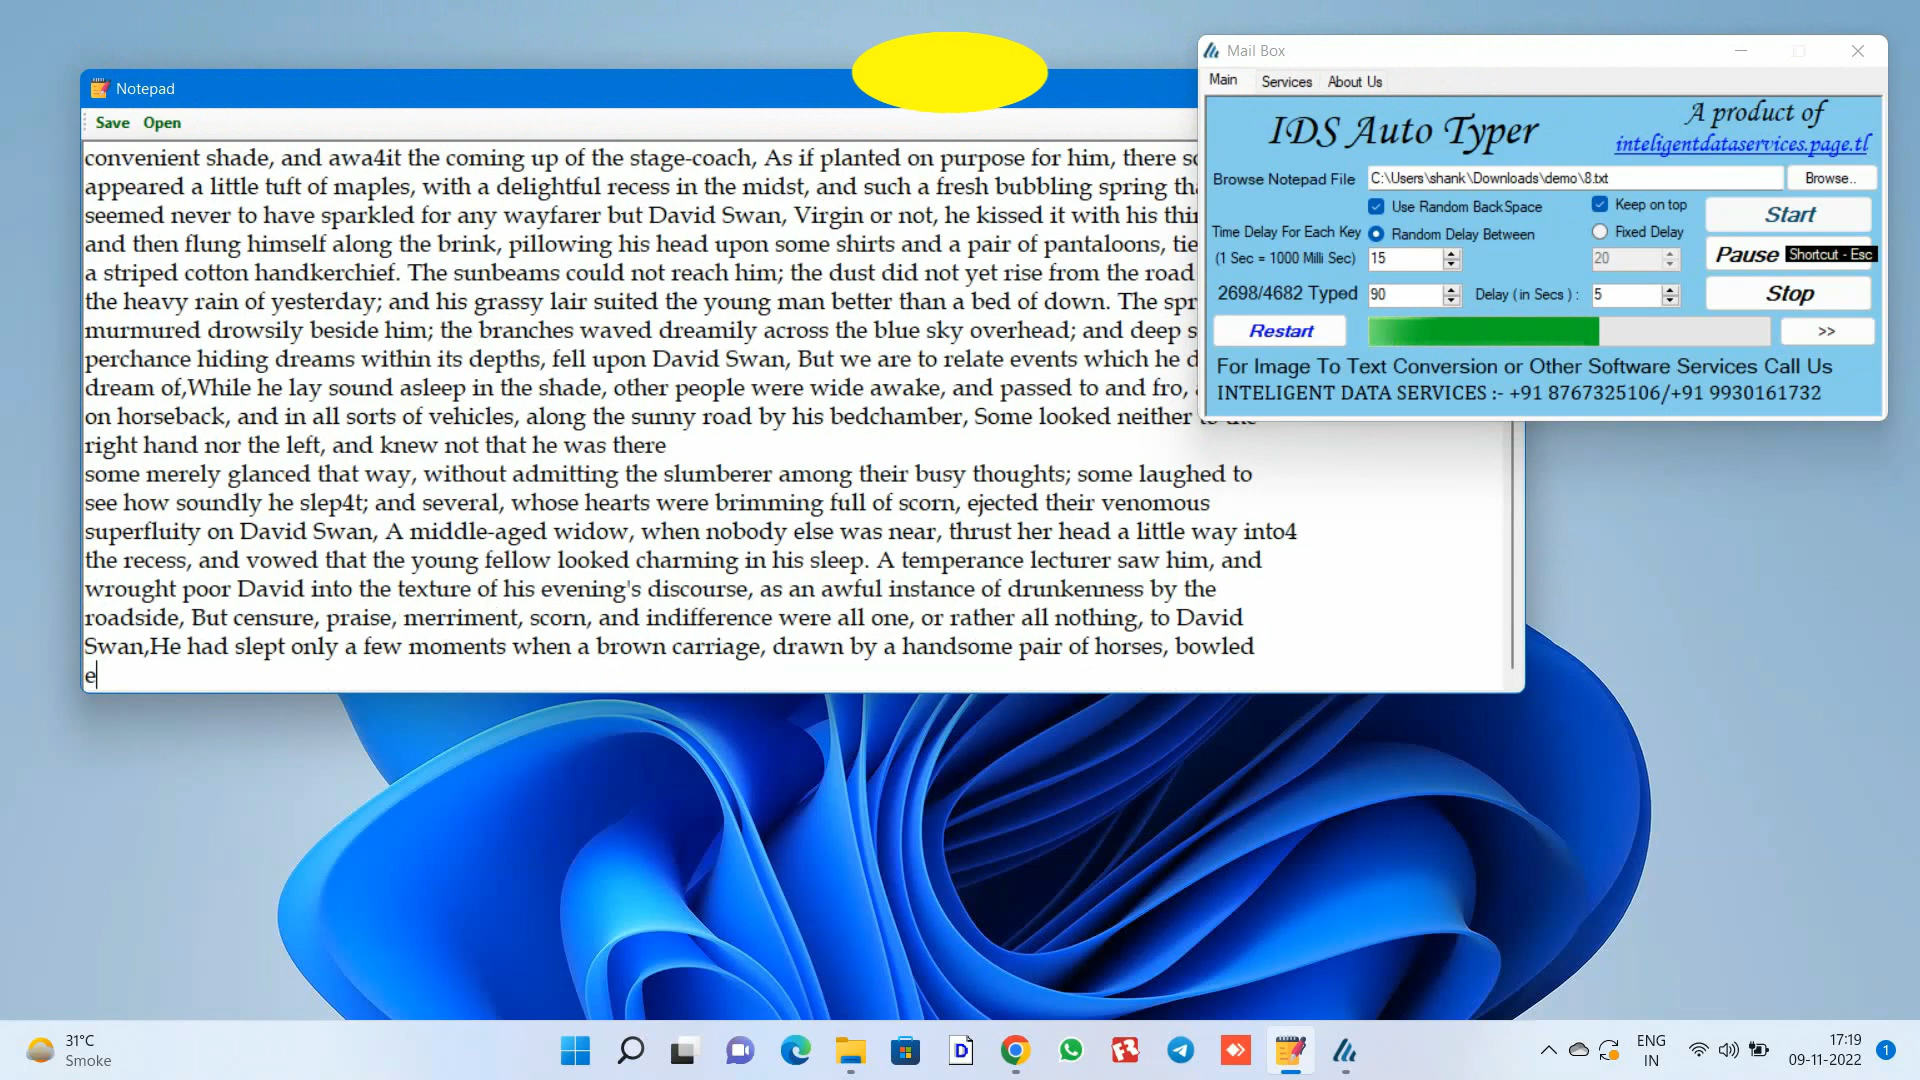 Notepad
Save Open
convenient shade, and awa4it the coming up of the stage-coach, As if planted on purpose for him, there
appeared a little tuft of maples, with a delightful recess in the midst, and such a fresh bubbling spring
seemed never to have sparkled for any wayfarer but David Swan, Virgin or not, he kissed it with his
and then flung himself along the brink, pillowing his head upon some shirts and a pair of pantaloons,
a striped cotton handkerchief. The sunbeams could not reach him; the dust did not yet rise from the road
the heavy rain of yesterday; and his grassy lair suited the young man better than a bed of down. The
murmured drowsily beside him; the branches waved dreamily across the blue sky overhead; and deep
perchance hiding dreams within its depths, fell upon David Swan, But we are to relate events which he
dream of,While he lay sound asleep in the shade, other people were wide awake, and passed to and fro,
on horseback, and in all sorts of vehicles, along the sunny road by his bedchamber, Some looked neither to the
right hand nor the left, and knew not that he was there
some merely glanced that way, without admitting the slumberer among their busy thoughts; some laughed to
see how soundly he slep4t; and several, whose hearts were brimming full of scorn, ejected their venomous
superfluity on David Swan, A middle-aged widow, when nobody else was near, thrust her head a little way into4
the recess, and vowed that the young fellow looked charming in his sleep. A temperance lecturer saw him, and
wrought poor David into the texture of his evening's discourse, as an awful instance of drunkenness by the
roadside, But censure, praise, merriment, scorn, and indifference were all one, or rather all nothing, to David
Swan,He had slept only a few moments when a brown carriage, drawn by a handsome pair of horses, bowled
e
Mail Box
Main Services About Us
IDS Auto Typer
A product of
inteligentdataservices.page.tl
Browse Notepad File C:\Users\shank\Downloads\demo\8.txt Browse..
Use Random BackSpace Keep on top Start
Time Delay For Each Key Random Delay Between Fixed Delay
(1 Sec = 1000 Milli Sec) 15 20 Pause Shortcut - Esc
2698/4682 Typed 90 Delay ( in Secs ) : 5 Stop
Restart >>
For Image To Text Conversion or Other Software Services Call Us
INTELIGENT DATA SERVICES :- +91 8767325106/+91 9930161732
31°C
Smoke
D
ENG
IN
17:19
09-11-2022
1